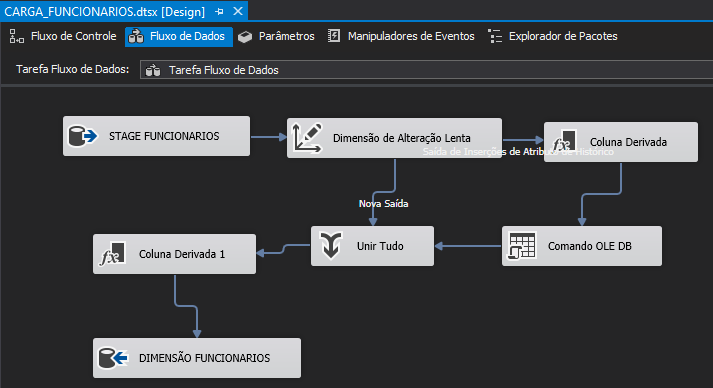 CARGA_FUNCIONARIOS.dtsx [Design]
Fluxo de Controle Fluxo de Dados Parâmetros Manipuladores de Eventos Explorador de Pacotes
Tarefa Fluxo de Dados: Tarefa Fluxo de Dados
STAGE FUNCIONARIOS Dimensão de Alteração Lenta Coluna Derivada
Saída de Inserções de Atributo de Histórico
Nova Saída
Coluna Derivada 1 Unir Tudo Comando OLE DB
DIMENSÃO FUNCIONARIOS